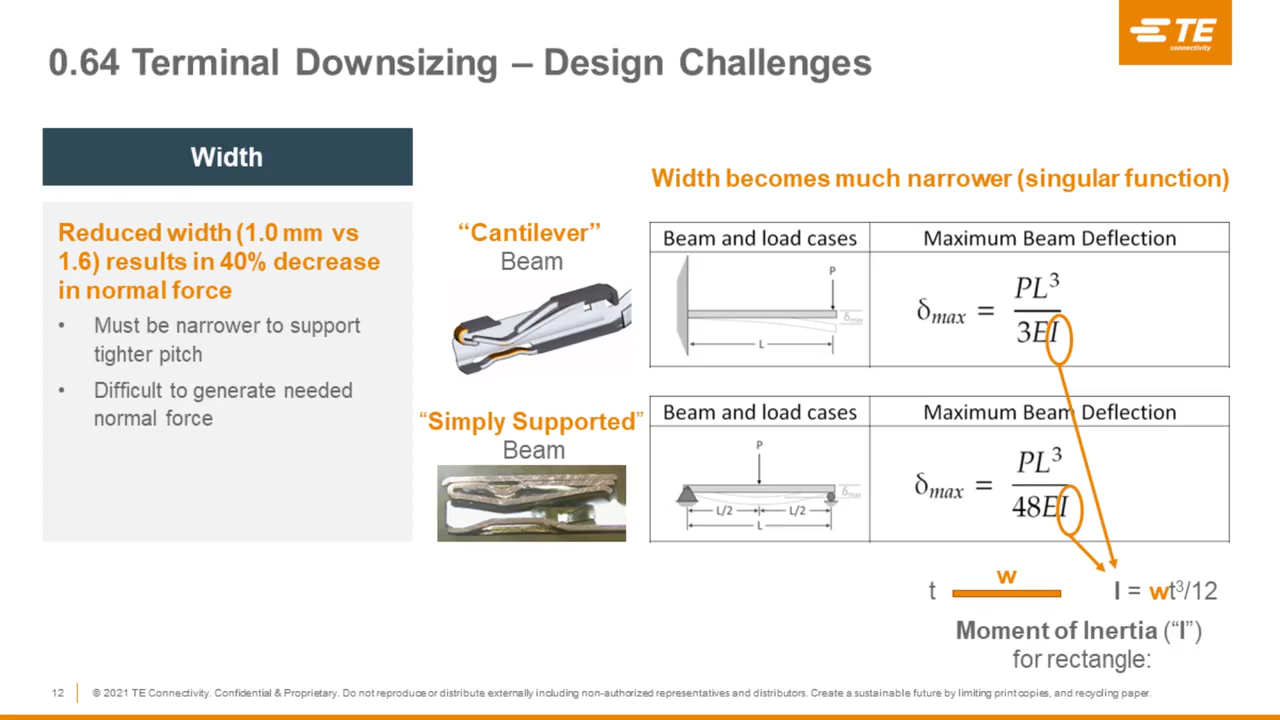 0.64 Terminal Downsizing – Design Challenges
TE
connectivity
Width
Reduced width (1.0 mm vs
1.6) results in 40% decrease
in normal force
• Must be narrower to support
tighter pitch
• Difficult to generate needed
normal force
“Cantilever”
Beam
“Simply Supported”
Beam
Width becomes much narrower (singular function)
Beam and load cases Maximum Beam Deflection
P
δmax
L
δmax = PL³/3EI
Beam and load cases Maximum Beam Deflection
P
δmax
L/2 L/2
L
δmax = PL³/48EI
w
t I = wt³/12
Moment of Inertia (“I”)
for rectangle:
12 © 2021 TE Connectivity. Confidential & Proprietary. Do not reproduce or distribute externally including non-authorized representatives and distributors. Create a sustainable future by limiting print copies, and recycling paper.